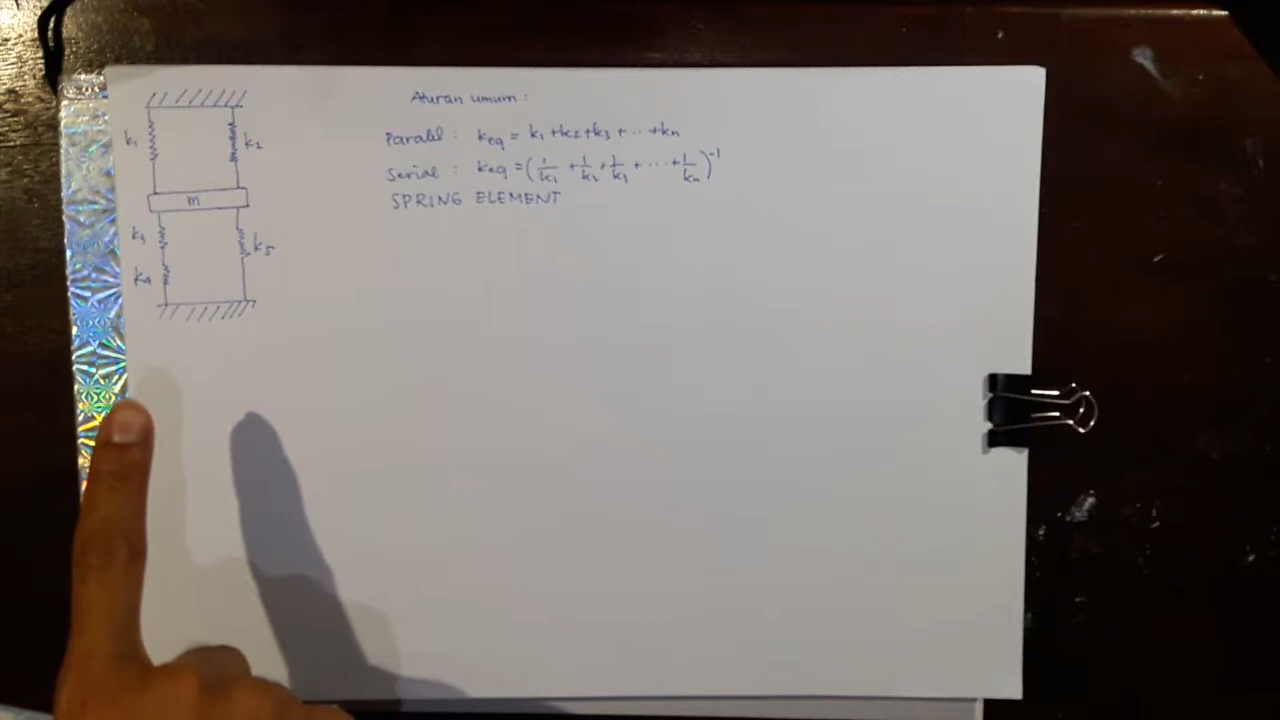 Aturan umum :
Paralel : keq = k1 + k2 + k3 + ... + kn
Serial : keq = (1/k1 + 1/k2 + 1/k3 + ... + 1/kn)^-1
SPRING ELEMENT
k1
k2
m
k3
k5
k4